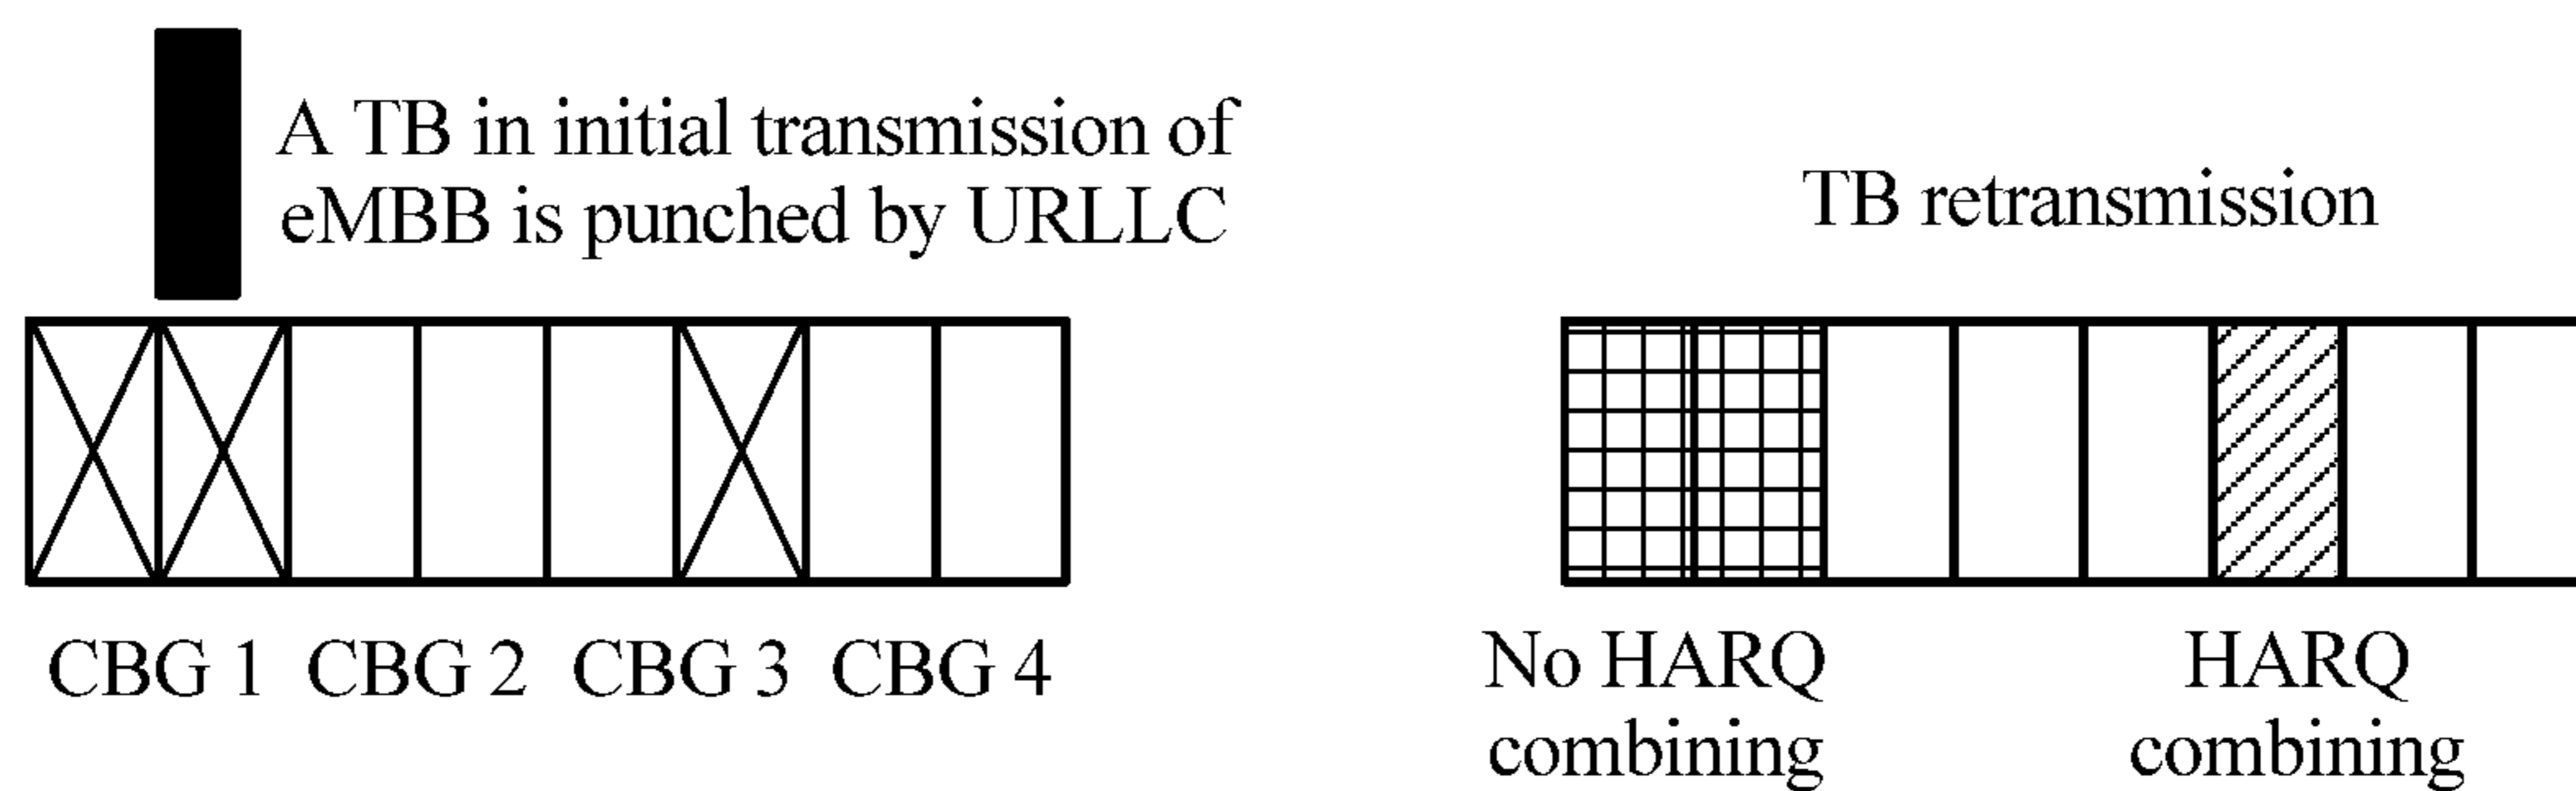 A TB in initial transmission of
eMBB is punched by URLLC
TB retransmission
CBG 1 CBG 2 CBG 3 CBG 4
No HARQ
combining
HARQ
combining